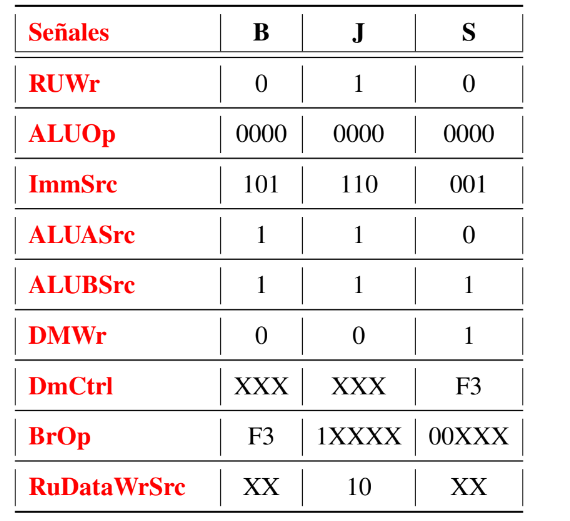 Señales B J S
RUWr 0 1 0
ALUOp 0000 0000 0000
ImmSrc 101 110 001
ALUASrc 1 1 0
ALUBSrc 1 1 1
DMWr 0 0 1
DmCtrl XXX XXX F3
BrOp F3 1XXXX 00XXX
RuDataWrSrc XX 10 XX